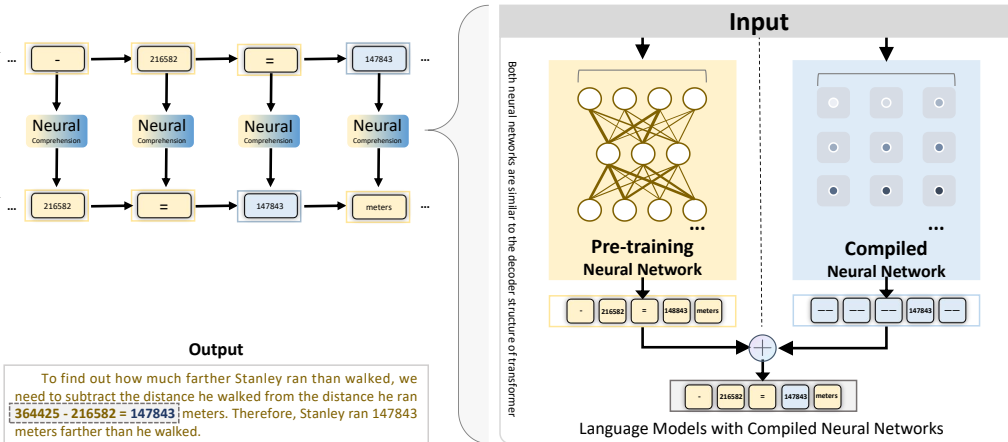 ... - 216582 = 147843 ...
Neural Neural Neural Neural
Comprehension Comprehension Comprehension Comprehension
... 216582 = 147843 meters ...
Output
To find out how much farther Stanley ran than walked, we
need to subtract the distance he walked from the distance he ran
364425 - 216582 = 147843 meters. Therefore, Stanley ran 147843
meters farther than he walked.
Both neural networks are similar to the decoder structure of transformer
Input
...
Pre-training
Neural Network
...
Compiled
Neural Network
- 216582 = 148843 meters
—— —— —— 147843 ——
- 216582 = 147843 meters
Language Models with Compiled Neural Networks